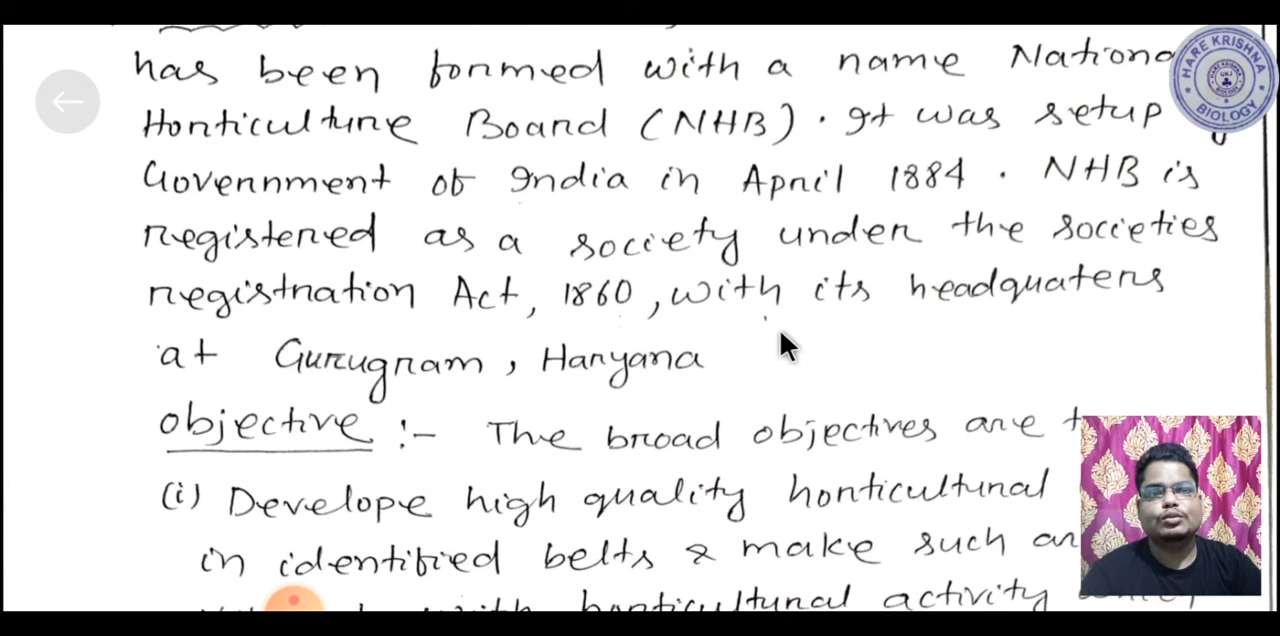 has been formed with a name Nationa
Horticulture Board (NHB). It was setup
Government of India in April 1884. NHB is
registered as a society under the societies
registration Act, 1860, with its headquaters
at Gurugram, Haryana
objective :- The broad objectives are t
(i) Develope high quality horticultural
in identified belts & make such ar
with horticultural activity
HARE KRISHNA
BIOLOGY